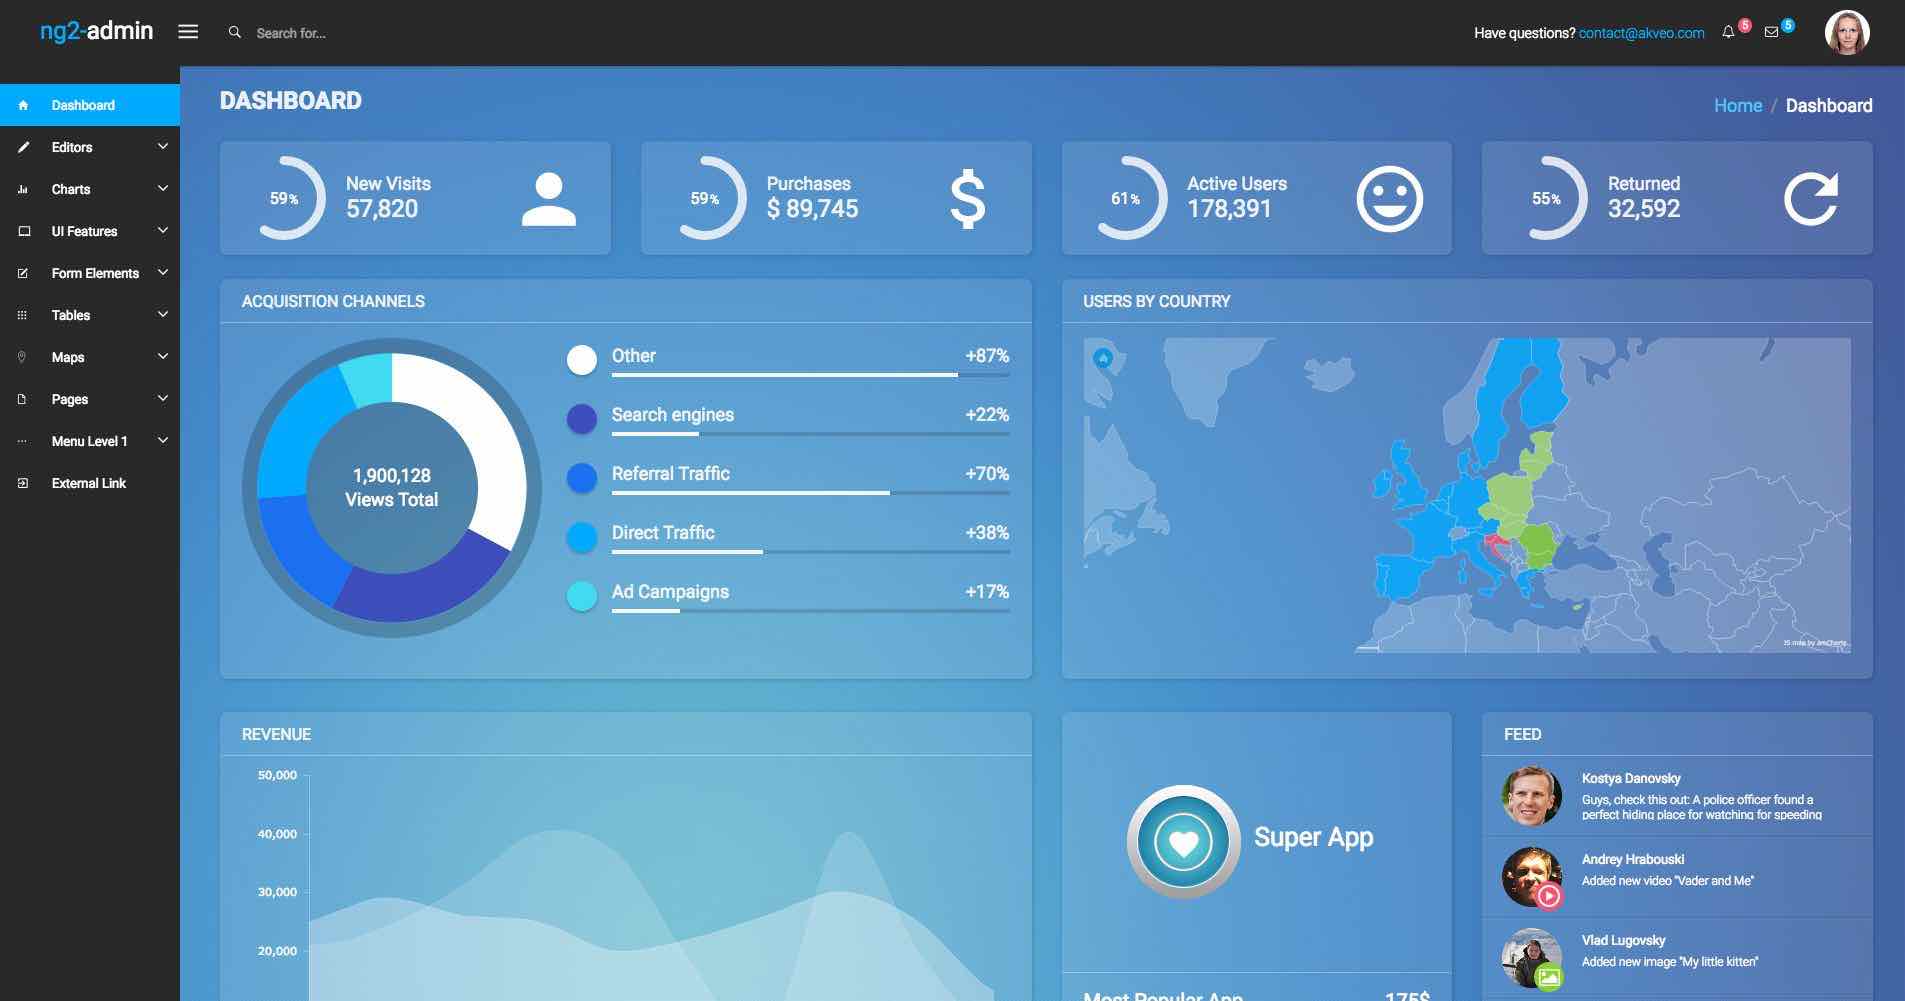 ng2-admin
Search for...
Have questions? contact@akveo.com
5
5
Dashboard
Editors
Charts
UI Features
Form Elements
Tables
Maps
Pages
Menu Level 1
External Link
DASHBOARD
Home / Dashboard
59%
New Visits
57,820
59%
Purchases
$ 89,745
61%
Active Users
178,391
55%
Returned
32,592
ACQUISITION CHANNELS
1,900,128
Views Total
Other +87%
Search engines +22%
Referral Traffic +70%
Direct Traffic +38%
Ad Campaigns +17%
USERS BY COUNTRY
JS map by amCharts
REVENUE
50,000
40,000
30,000
20,000
Super App
Most Popular App 175$
FEED
Kostya Danovsky
Guys, check this out: A police officer found a
perfect hiding place for watching for speeding
Andrey Hrabouski
Added new video "Vader and Me"
Vlad Lugovsky
Added new image "My little kitten"